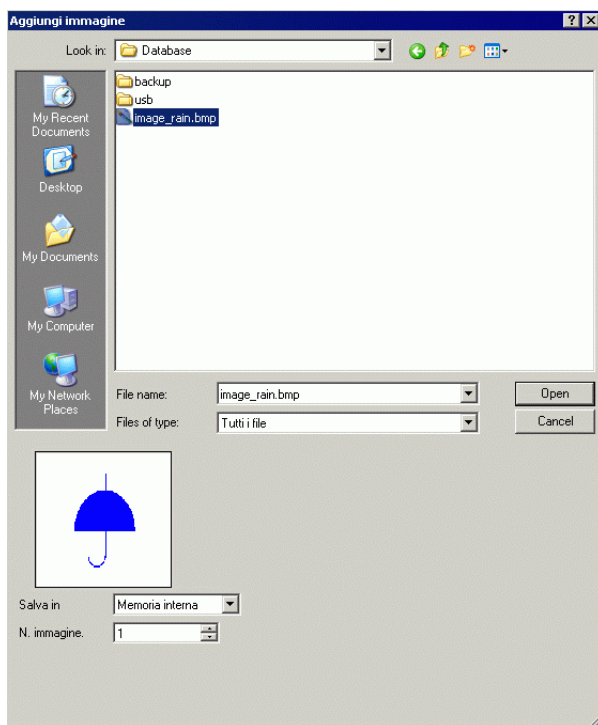 Aggiungi immagine
Look in:
Database
My Recent
Documents
Desktop
My Documents
My Computer
My Network
Places
backup
usb
image_rain.bmp
File name:
image_rain.bmp
Open
Files of type:
Tutti i file
Cancel
Salva in
Memoria interna
N. immagine.
1